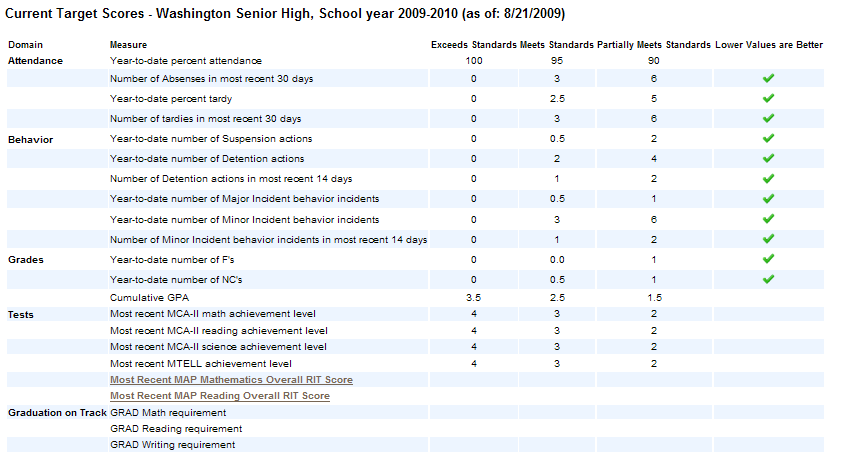 Current Target Scores - Washington Senior High, School year 2009-2010 (as of: 8/21/2009)
Domain Measure Exceeds Standards Meets Standards Partially Meets Standards Lower Values are Better
Attendance Year-to-date percent attendance 100 95 90
Number of Absenses in most recent 30 days 0 3 6
Year-to-date percent tardy 0 2.5 5
Number of tardies in most recent 30 days 0 3 6
Behavior Year-to-date number of Suspension actions 0 0.5 2
Year-to-date number of Detention actions 0 2 4
Number of Detention actions in most recent 14 days 0 1 2
Year-to-date number of Major Incident behavior incidents 0 0.5 1
Year-to-date number of Minor Incident behavior incidents 0 3 6
Number of Minor Incident behavior incidents in most recent 14 days 0 1 2
Grades Year-to-date number of F's 0 0.0 1
Year-to-date number of NC's 0 0.5 1
Cumulative GPA 3.5 2.5 1.5
Tests Most recent MCA-II math achievement level 4 3 2
Most recent MCA-II reading achievement level 4 3 2
Most recent MCA-II science achievement level 4 3 2
Most recent MTELL achievement level 4 3 2
Most Recent MAP Mathematics Overall RIT Score
Most Recent MAP Reading Overall RIT Score
Graduation on Track GRAD Math requirement
GRAD Reading requirement
GRAD Writing requirement